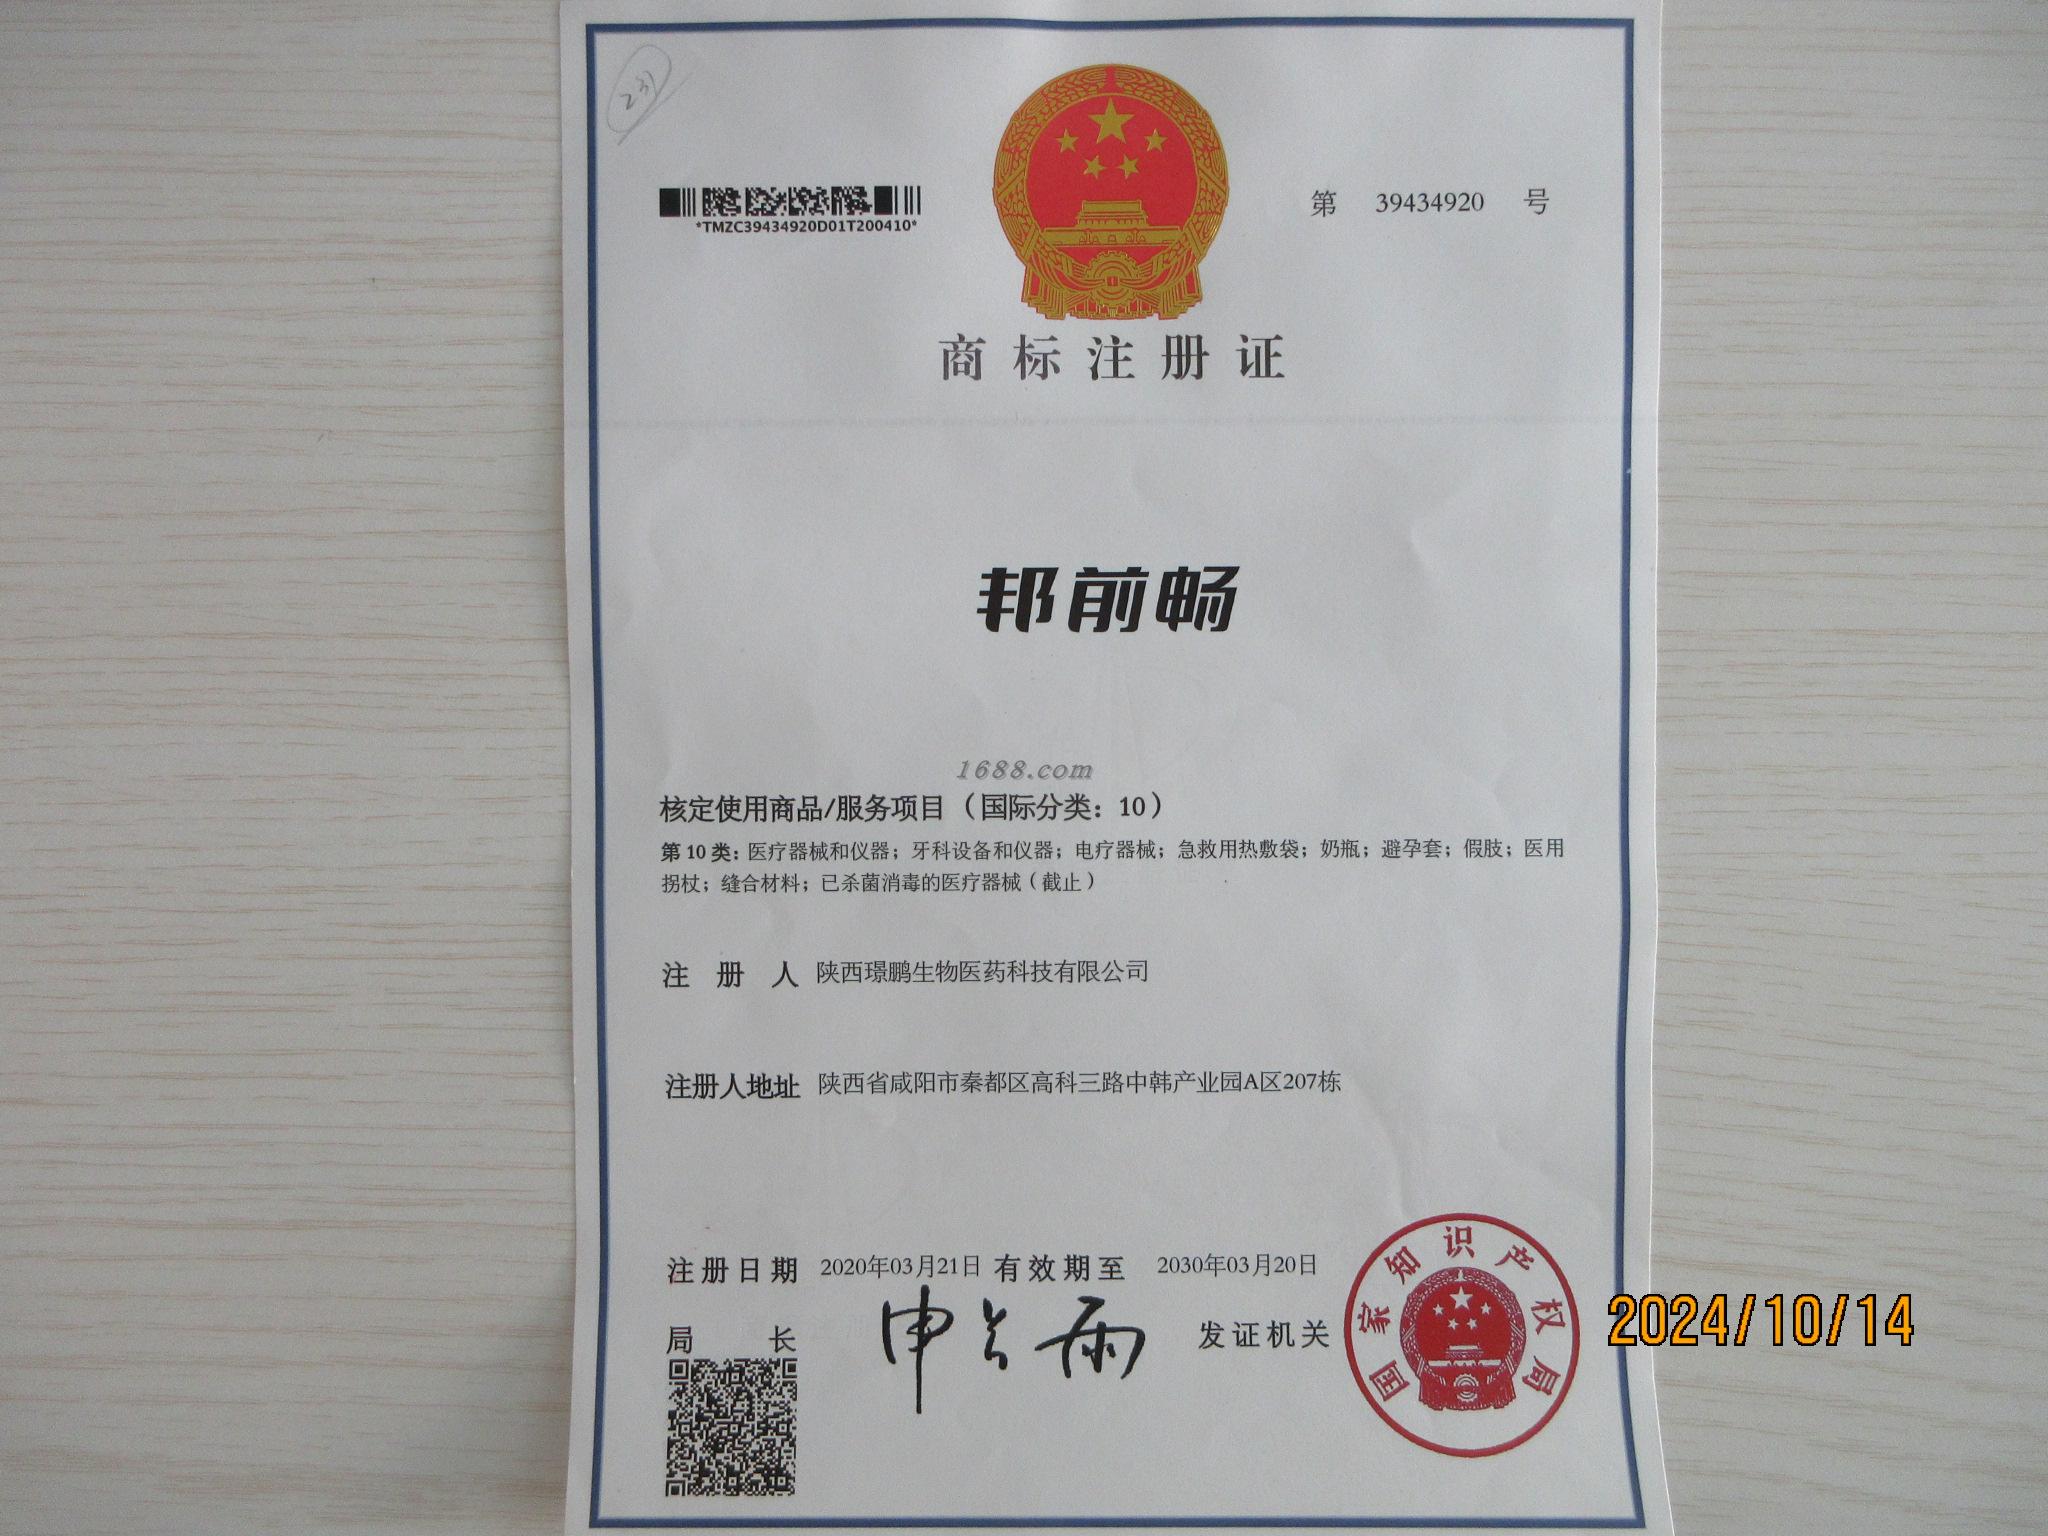 231
第 39434920 号
*TMZC39434920D01T200410*
商标注册证
邦前畅
1688.com
核定使用商品/服务项目（国际分类：10）
第 10 类：医疗器械和仪器；牙科设备和仪器；电疗器械；急救用热敷袋；奶瓶；避孕套；假肢；医用
拐杖；缝合材料；已杀菌消毒的医疗器械（截止）
注册人 陕西璟鹏生物医药科技有限公司
注册人地址 陕西省咸阳市秦都区高科三路中韩产业园A区207栋
注册日期 2020年03月21日 有效期至 2030年03月20日
局长 申长雨 发证机关
国家知识产权局
2024/10/14